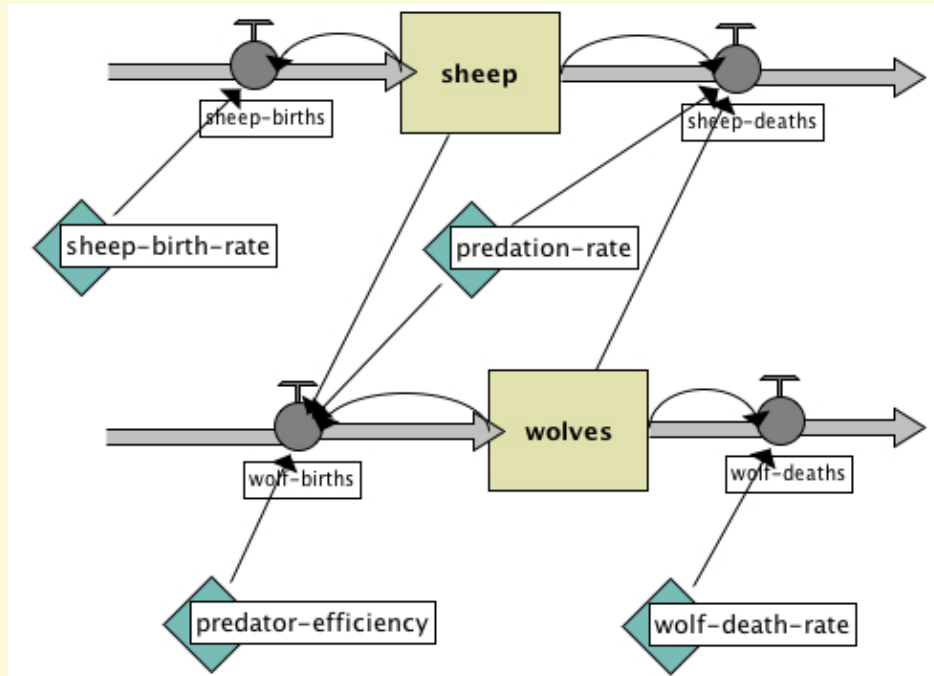 sheep
sheep-births
sheep-deaths
sheep-birth-rate
predation-rate
wolves
wolf-births
wolf-deaths
predator-efficiency
wolf-death-rate